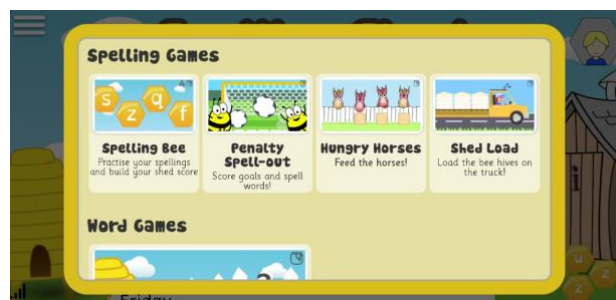 Spelling Games
s z q f
Spelling Bee
Practise your spellings
and build your shed score
Penalty
Spell-out
Score goals and spell
words!
Hungry Horses
Feed the horses!
Shed Load
Load the bee hives on
the truck!
Word Games
Friday
u
z
z